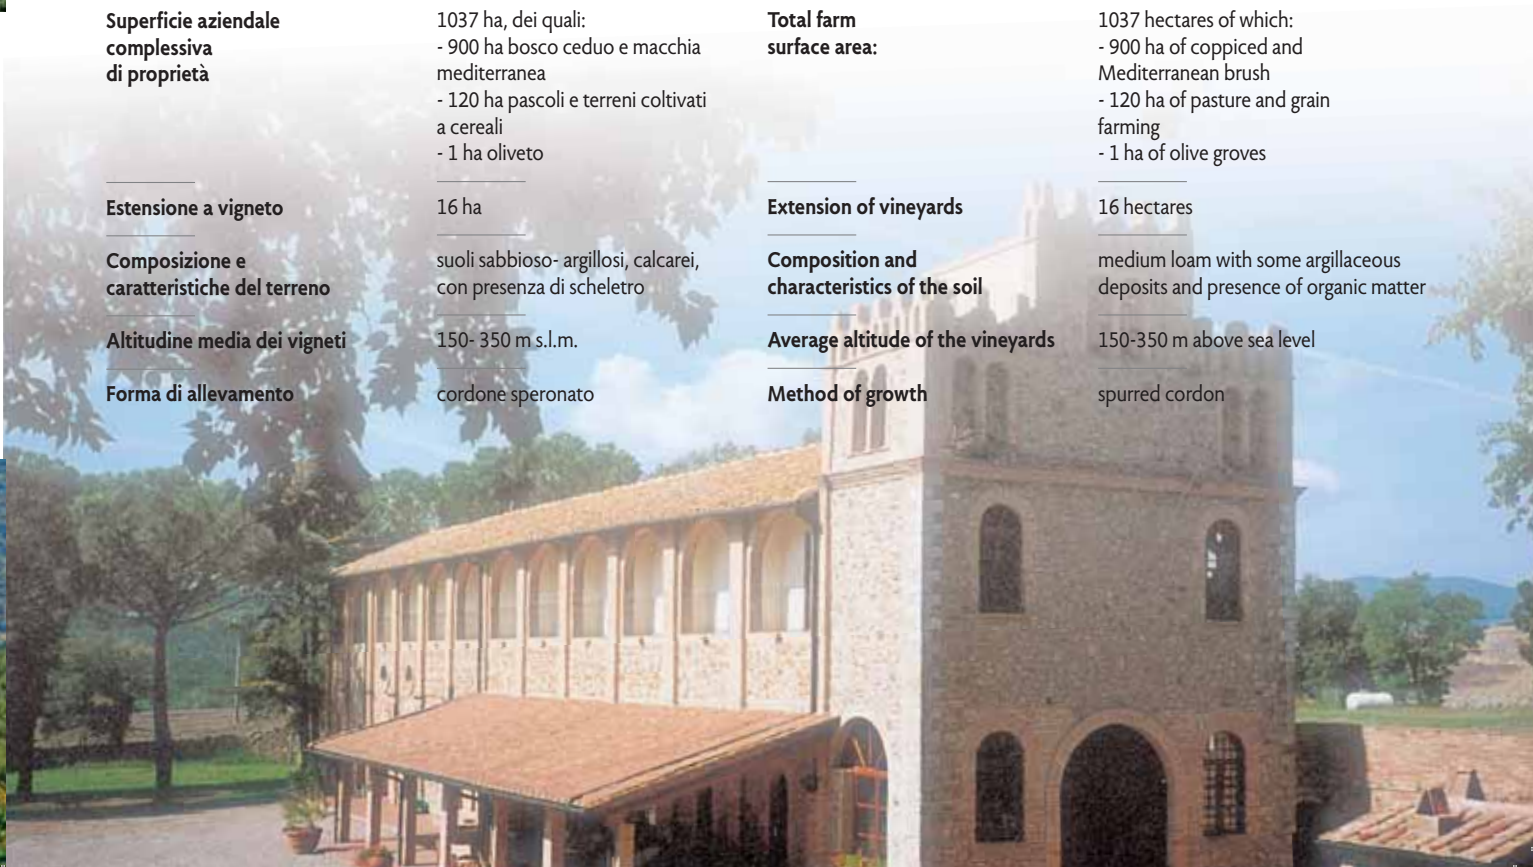 Superficie aziendale
complessiva
di proprietà
1037 ha, dei quali:
- 900 ha bosco ceduo e macchia
mediterranea
- 120 ha pascoli e terreni coltivati
a cereali
- 1 ha oliveto
Estensione a vigneto
16 ha
Composizione e
caratteristiche del terreno
suoli sabbioso- argillosi, calcarei,
con presenza di scheletro
Altitudine media dei vigneti
150- 350 m s.l.m.
Forma di allevamento
cordone speronato
Total farm
surface area:
1037 hectares of which:
- 900 ha of coppiced and
Mediterranean brush
- 120 ha of pasture and grain
farming
- 1 ha of olive groves
Extension of vineyards
16 hectares
Composition and
characteristics of the soil
medium loam with some argillaceous
deposits and presence of organic matter
Average altitude of the vineyards
150-350 m above sea level
Method of growth
spurred cordon